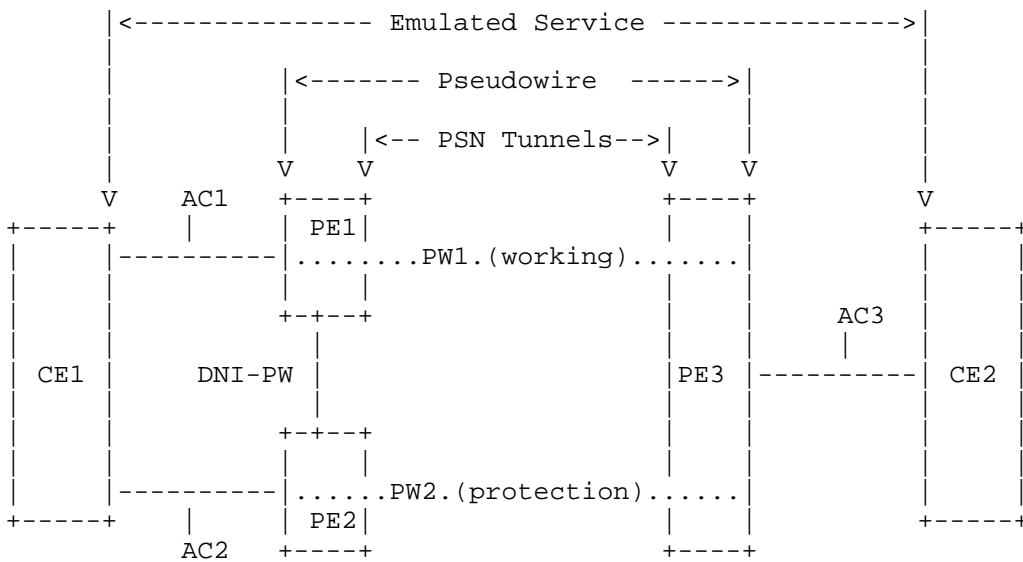 |<--------------- Emulated Service --------------->|
|<------- Pseudowire ------>|
|<-- PSN Tunnels-->|
V V V V
V AC1 +----+ +----+ V
+-----+ | | PE1| | | +-----+
| |----------|........PW1.(working).......| | |
+-+--+ AC3
| CE1 | DNI-PW | |PE3 |----------| CE2 |
+-+--+
| |----------|......PW2.(protection)......| | |
+-----+ | | PE2| | | +-----+
AC2 +----+ +----+